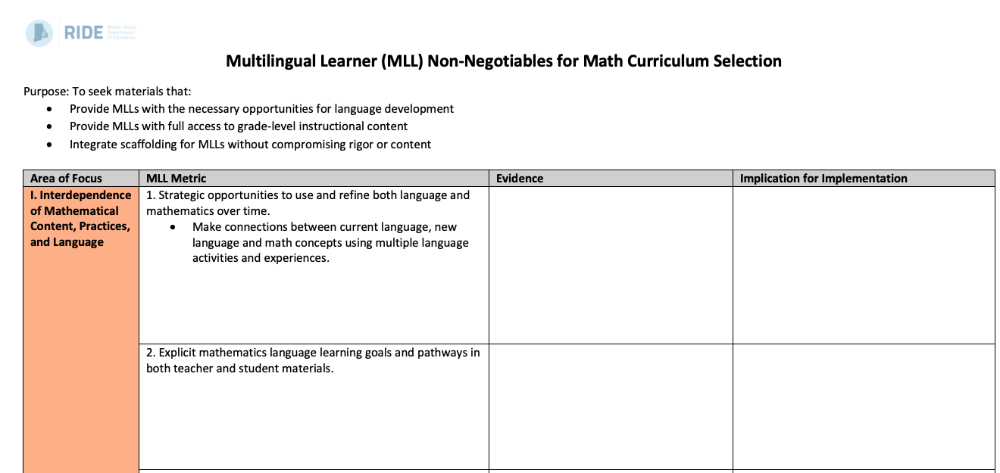 RIDE Rhode Island
Department
of Education
Multilingual Learner (MLL) Non-Negotiables for Math Curriculum Selection
Purpose: To seek materials that:
• Provide MLLs with the necessary opportunities for language development
• Provide MLLs with full access to grade-level instructional content
• Integrate scaffolding for MLLs without compromising rigor or content
Area of Focus
MLL Metric
Evidence
Implication for Implementation
I. Interdependence
of Mathematical
Content, Practices,
and Language
1. Strategic opportunities to use and refine both language and
mathematics over time.
• Make connections between current language, new
language and math concepts using multiple language
activities and experiences.
2. Explicit mathematics language learning goals and pathways in
both teacher and student materials.